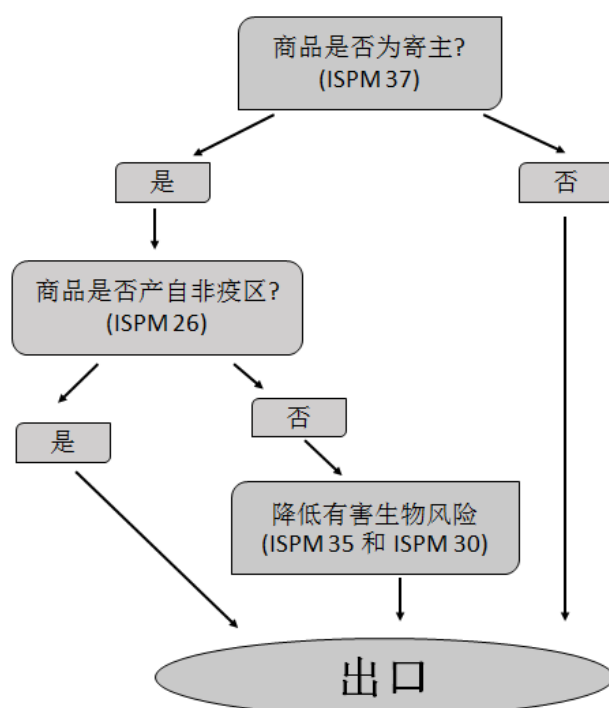 商品是否为寄主?
(ISPM 37)
是
否
商品是否产自非疫区?
(ISPM 26)
是
否
降低有害生物风险
(ISPM 35 和 ISPM 30)
出口